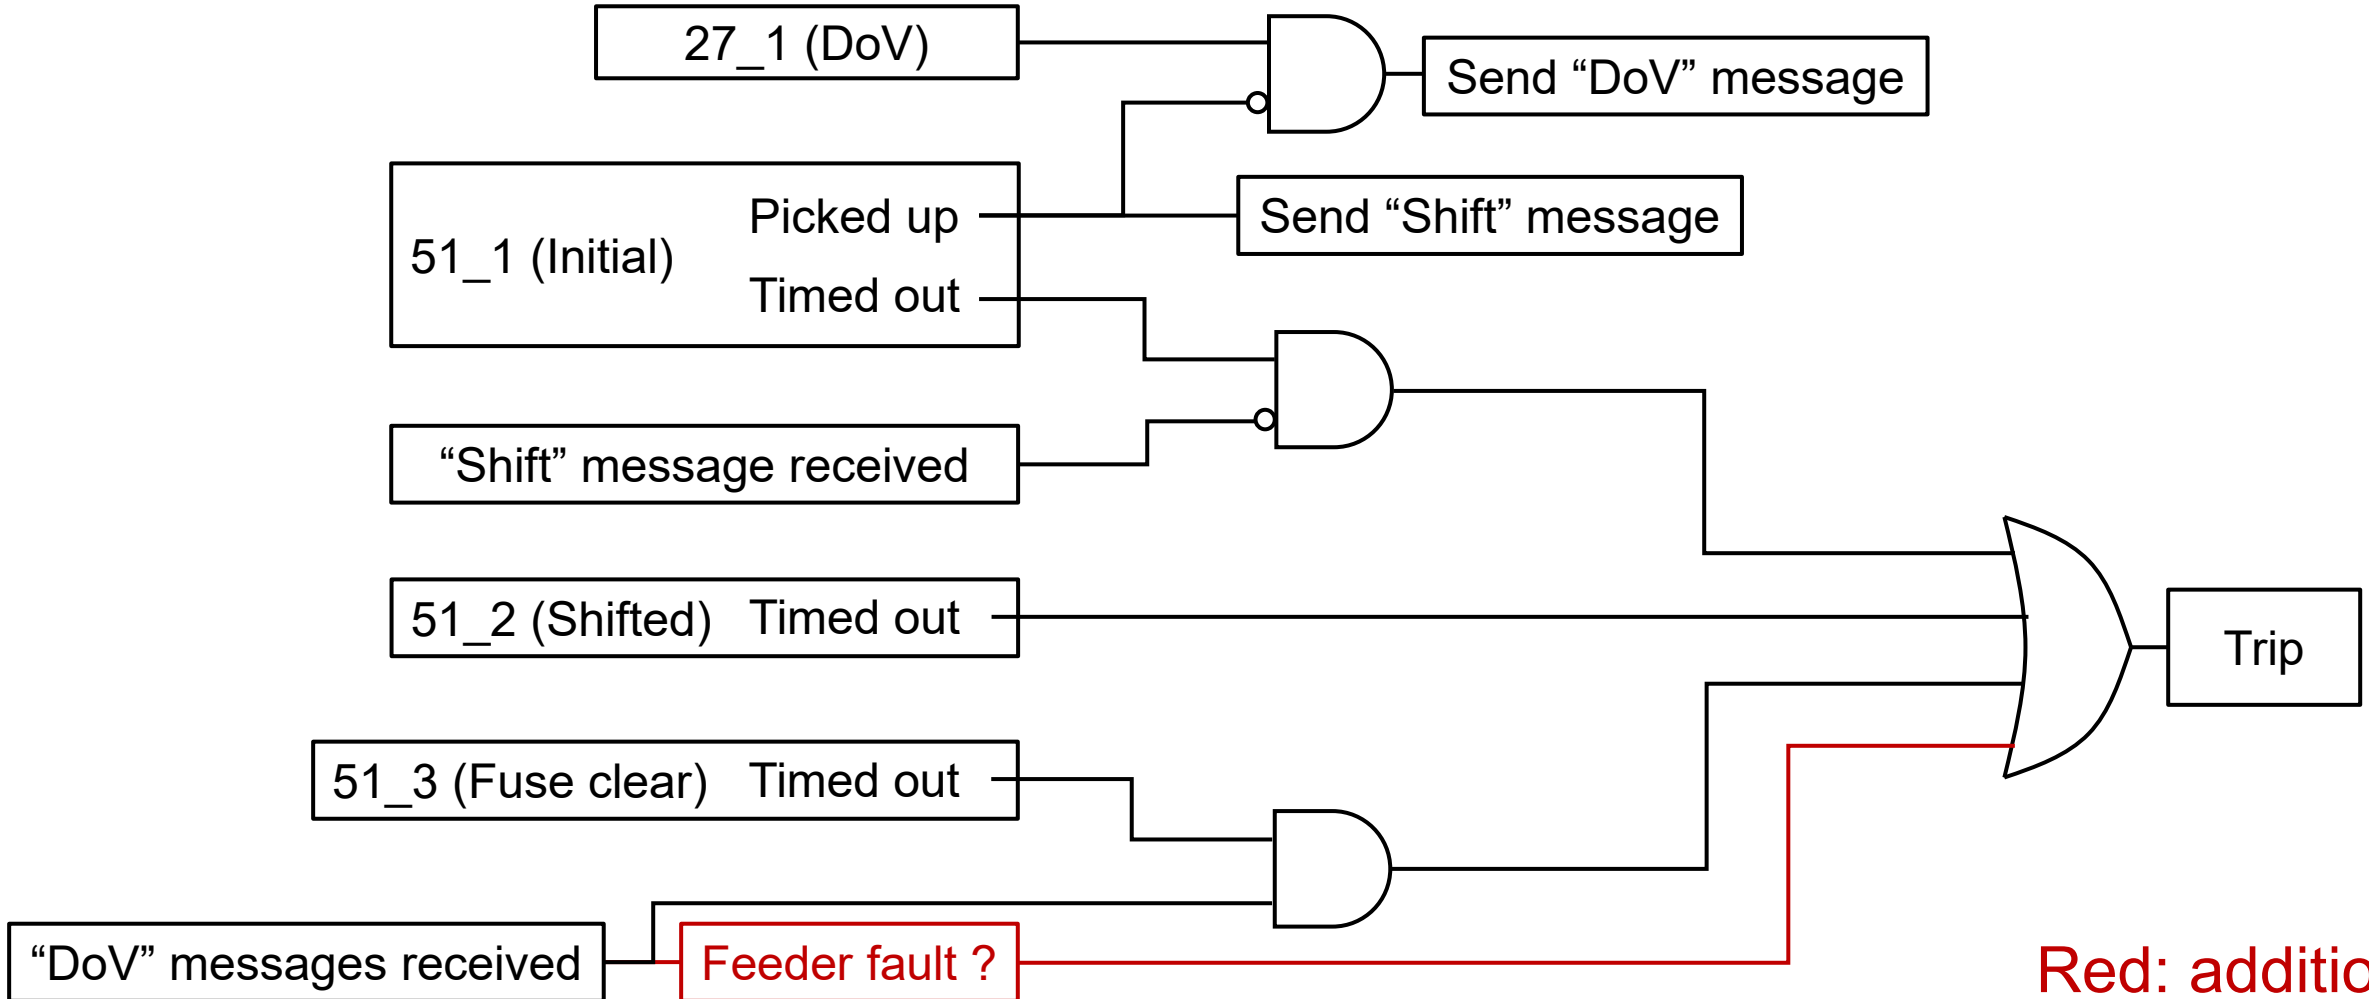 27_1 (DoV)
Send “DoV” message
Picked up
Send “Shift” message
51_1 (Initial)
Timed out
“Shift” message received
51_2 (Shifted) Timed out
Trip
51_3 (Fuse clear) Timed out
“DoV” messages received
Feeder fault ?
Red: